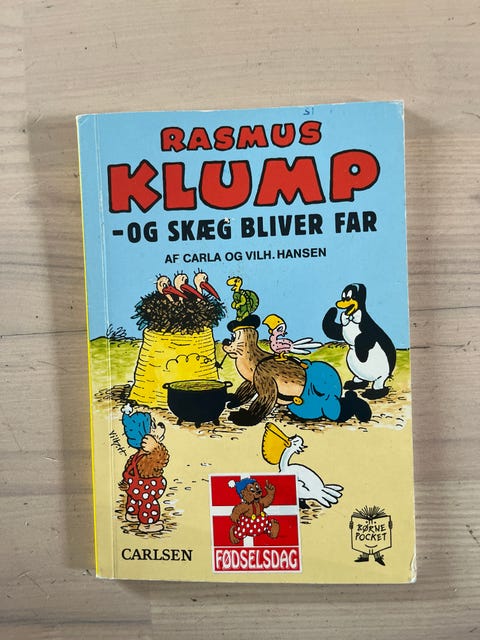 RASMUS
KLUMP
-OG SKÆG BLIVER FAR
AF CARLA OG VILH. HANSEN
CARLSEN
FØDSELSDAG
BØRNE
POCKET